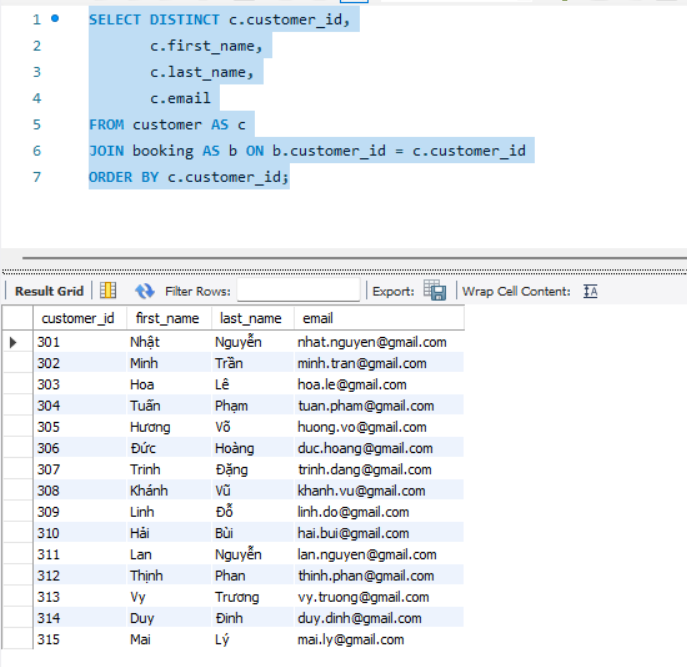 1 SELECT DISTINCT c.customer_id,
2 c.first_name,
3 c.last_name,
4 c.email
5 FROM customer AS c
6 JOIN booking AS b ON b.customer_id = c.customer_id
7 ORDER BY c.customer_id;
Result Grid Filter Rows: Export: Wrap Cell Content: IA
customer_id first_name last_name email
301 Nhật Nguyễn nhat.nguyen@gmail.com
302 Minh Trần minh.tran@gmail.com
303 Hoa Lê hoa.le@gmail.com
304 Tuấn Phạm tuan.pham@gmail.com
305 Hương Võ huong.vo@gmail.com
306 Đức Hoàng duc.hoang@gmail.com
307 Trinh Đặng trinh.dang@gmail.com
308 Khánh Vũ khanh.vu@gmail.com
309 Linh Đỗ linh.do@gmail.com
310 Hải Bùi hai.bui@gmail.com
311 Lan Nguyễn lan.nguyen@gmail.com
312 Thịnh Phan thinh.phan@gmail.com
313 Vy Trương vy.truong@gmail.com
314 Duy Đinh duy.dinh@gmail.com
315 Mai Lý mai.ly@gmail.com